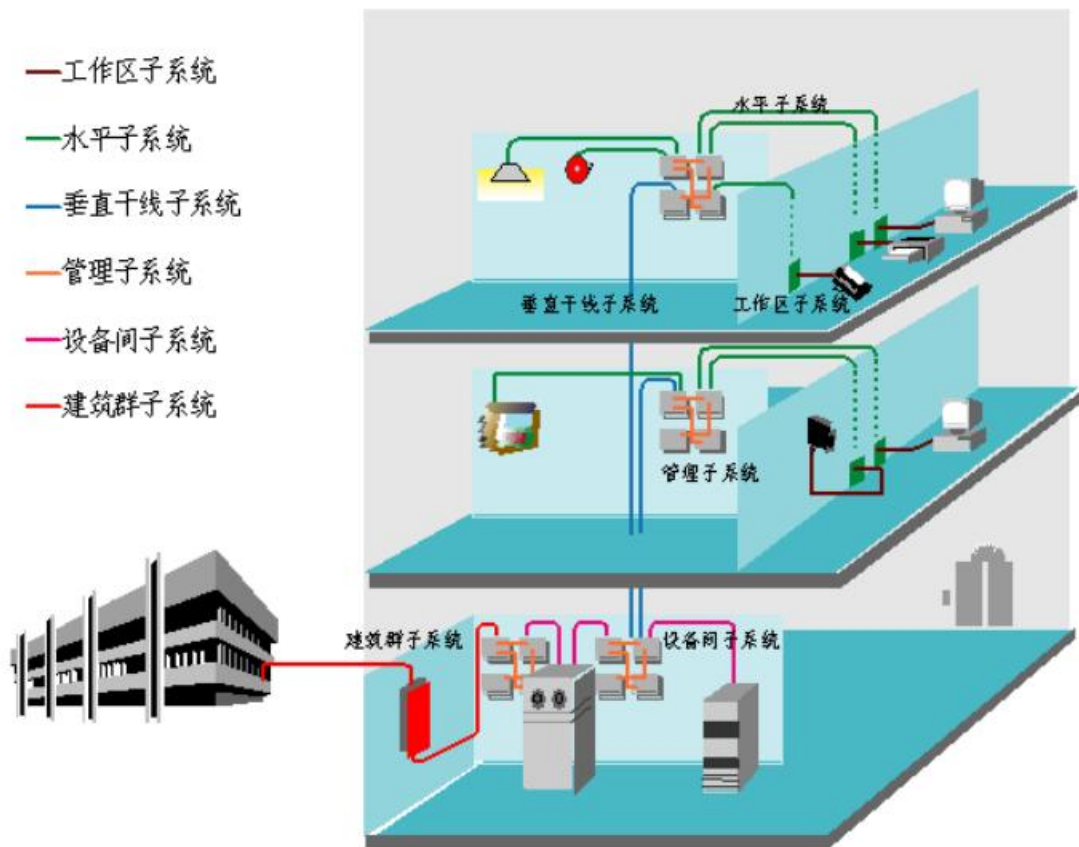 工作区子系统
水平子系统
垂直干线子系统
管理子系统
设备间子系统
建筑群子系统
水平子系统
垂直干线子系统
工作区子系统
管理子系统
建筑群子系统
设备间子系统